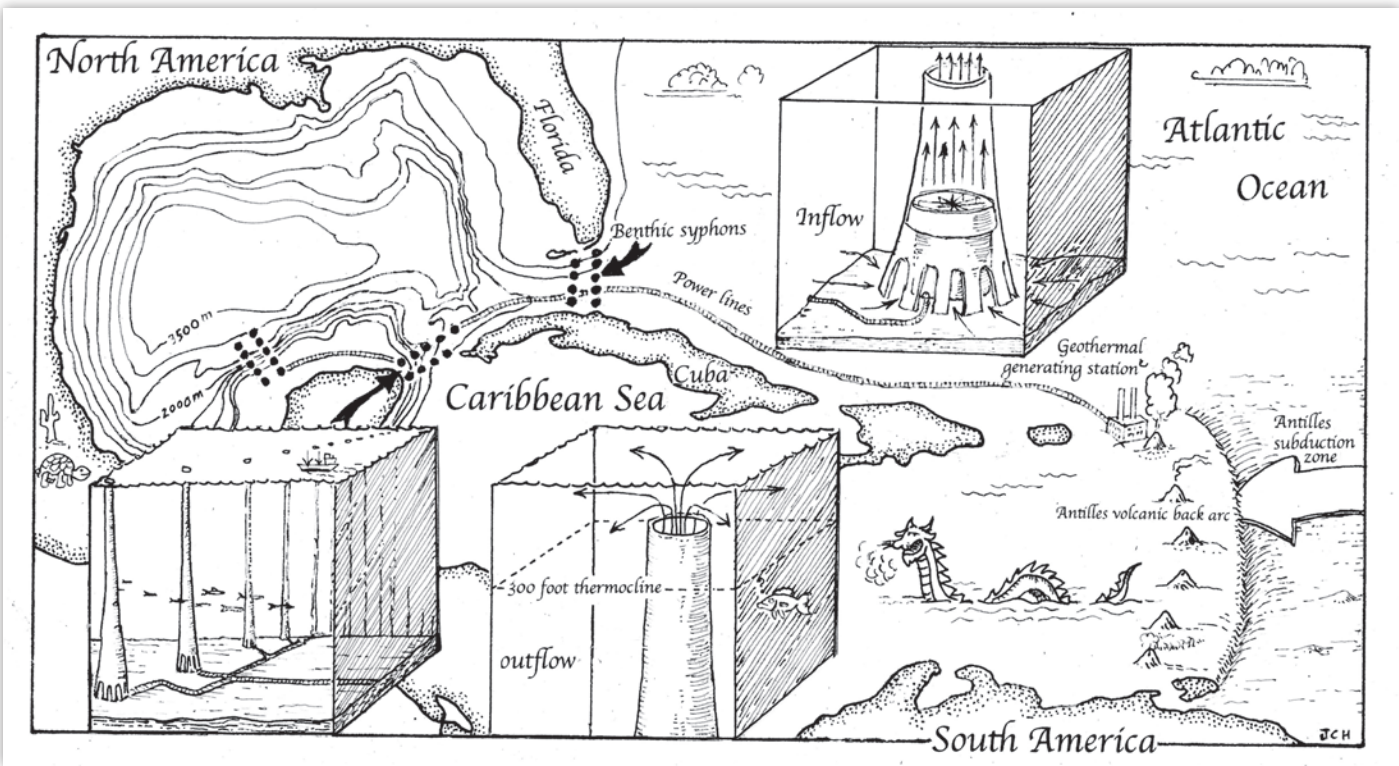 North America
Florida
Atlantic
Ocean
Inflow
Benthic syphons
Power lines
3500 m
2000 m
Geothermal
generating station
Cuba
Caribbean Sea
Antilles
subduction
zone
Antilles volcanic back arc
300 foot thermocline
outflow
South America
JCH